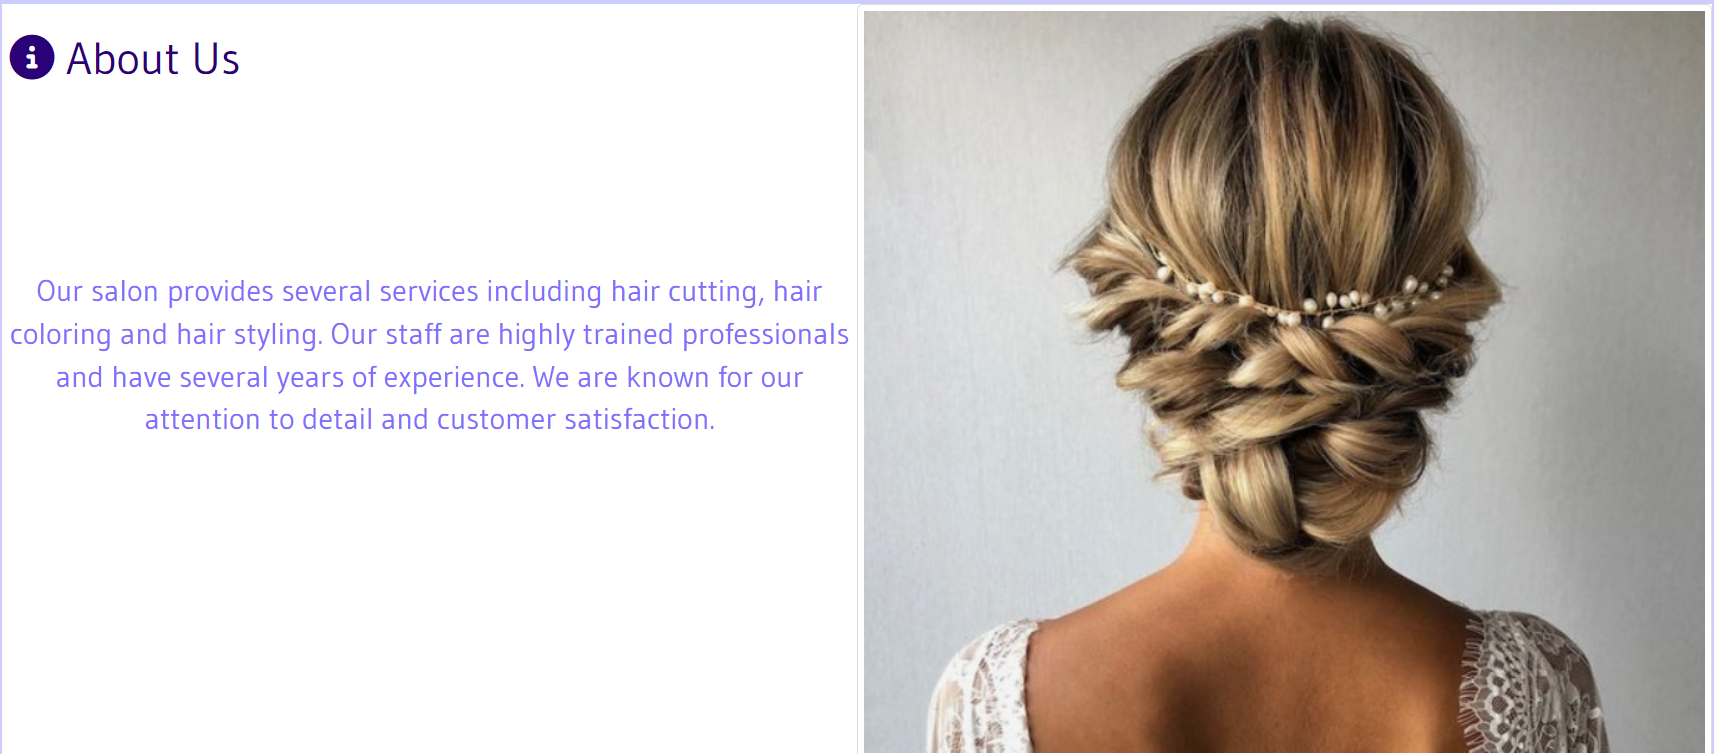 About Us
Our salon provides several services including hair cutting, hair
coloring and hair styling. Our staff are highly trained professionals
and have several years of experience. We are known for our
attention to detail and customer satisfaction.